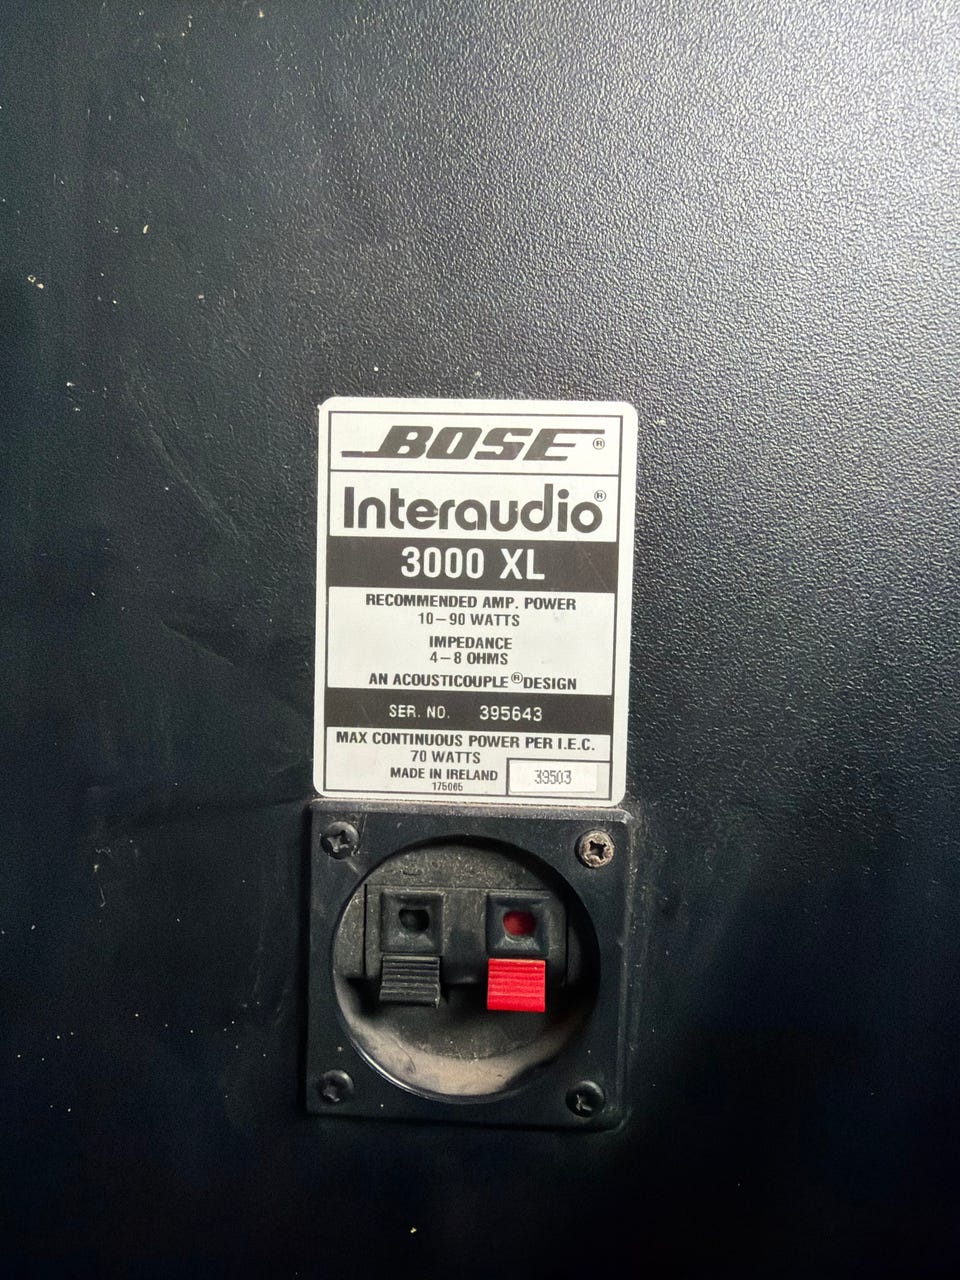 BOSE®
Interaudio®
3000 XL
RECOMMENDED AMP. POWER
10–90 WATTS
IMPEDANCE
4–8 OHMS
AN ACOUSTICOUPLE® DESIGN
SER. NO. 395643
MAX CONTINUOUS POWER PER I.E.C.
70 WATTS
MADE IN IRELAND
175065
39503